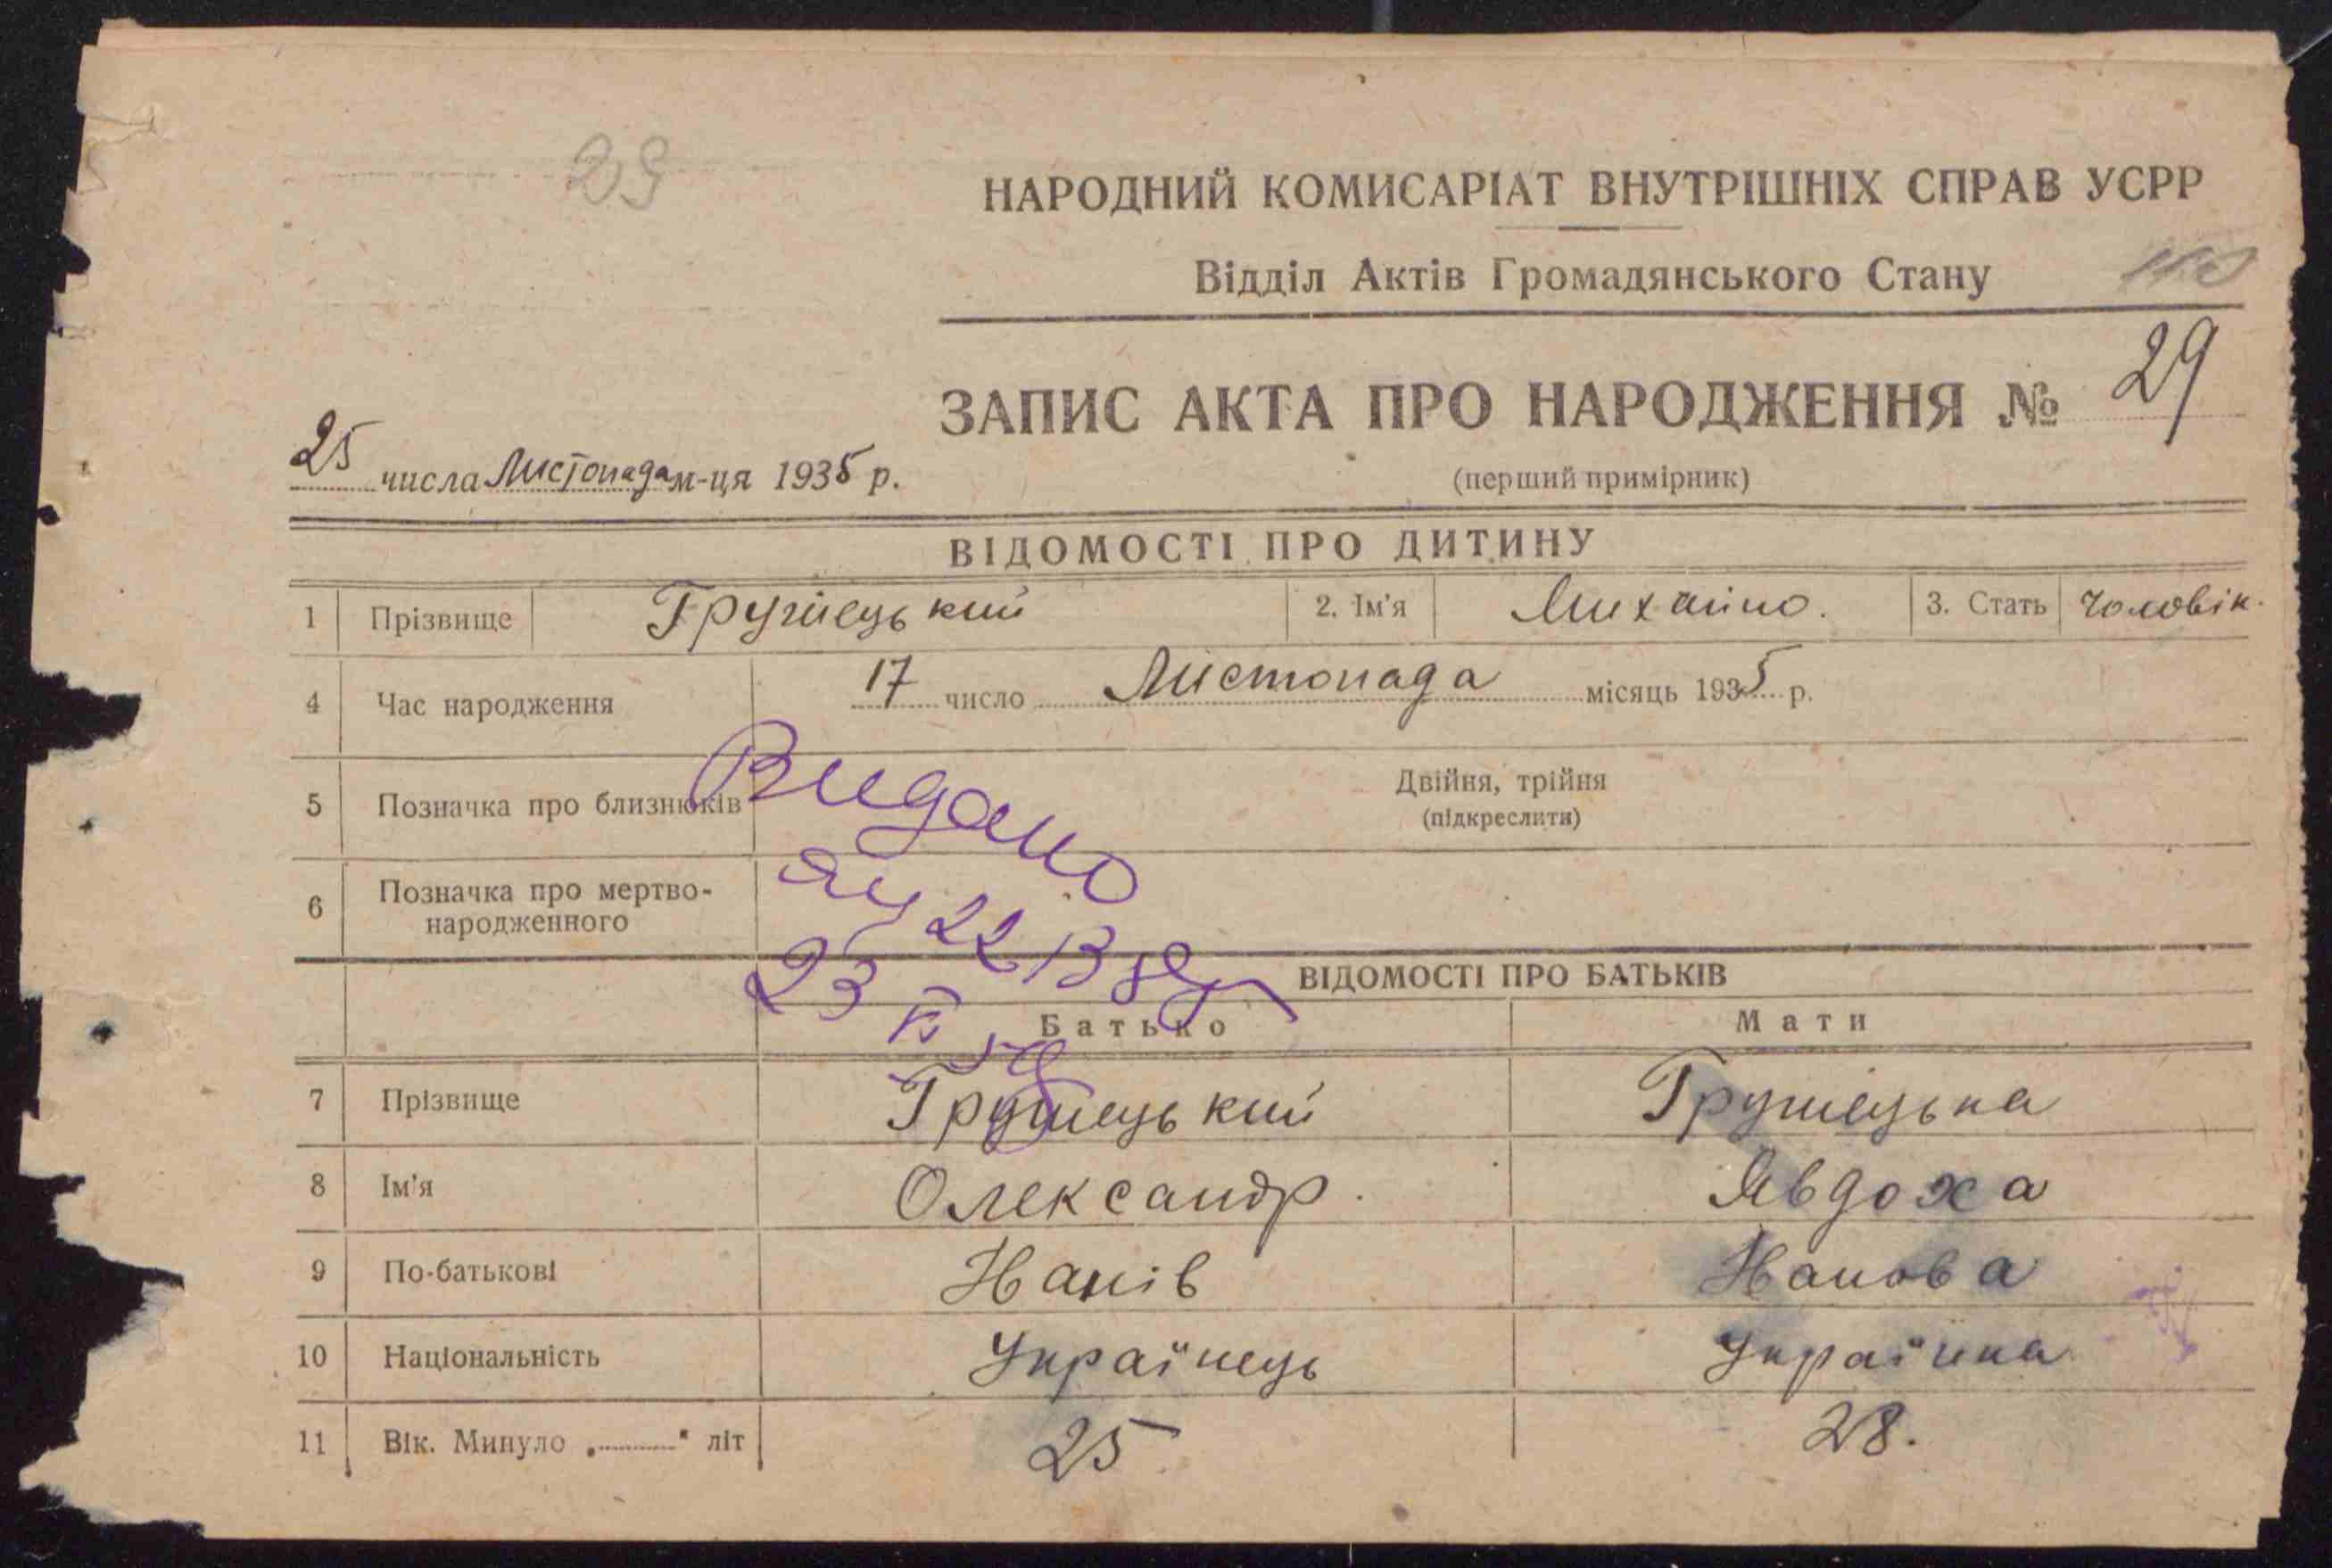 29
НАРОДНИЙ КОМИСАРІАТ ВНУТРІШНІХ СПРАВ УСРР
Відділ Актів Громадянського Стану
ЗАПИС АКТА ПРО НАРОДЖЕННЯ № 29
25 числа Листопада м-ця 1935 р.
(перший примірник)
ВІДОМОСТІ ПРО ДИТИНУ
1 Прізвище Грушецький 2. Ім'я Михайло. 3. Стать Чоловік.
4 Час народження 17 число Листопада місяць 1935 р.
5 Позначка про близнюків Двійня, трійня
(підкреслити)
Видано
6 Позначка про мертво-
народженного
ВІДОМОСТІ ПРО БАТЬКІВ
23
Батько Мати
7 Прізвище Грушецький Грушецька
8 Ім'я Олександр. Явдоха
9 По-батькові Іванів Іванова
10 Національність Українець Українка
11 Вік. Минуло „ " літ 25 28.